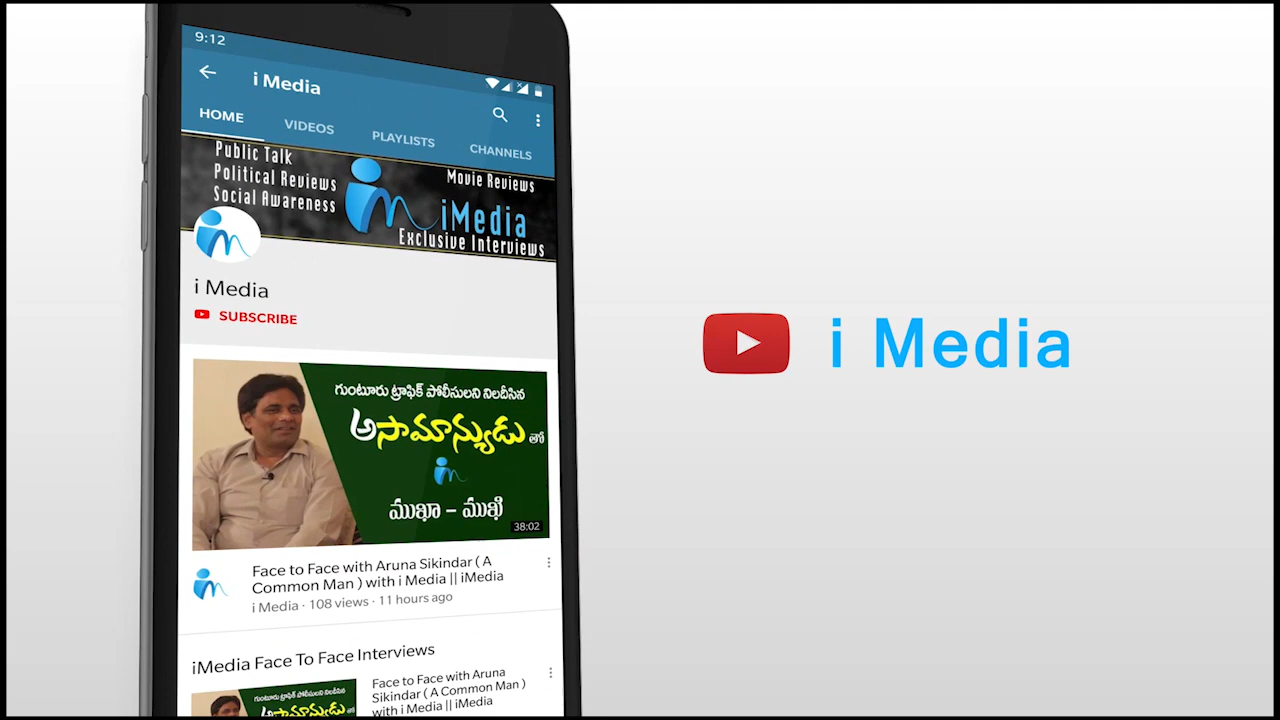 9:12
i Media
HOME
VIDEOS
PLAYLISTS
CHANNELS
Public Talk
Political Reviews
Social Awareness
Movie Reviews
iMedia
Exclusive Interviews
i Media
SUBSCRIBE
గుంటూరు ట్రాఫిక్ పోలీసులని నిలదీసిన
అసామాన్యుడు తో
ముఖా – ముఖి
38:02
Face to Face with Aruna Sikindar ( A
Common Man ) with i Media || iMedia
i Media · 108 views · 11 hours ago
iMedia Face To Face Interviews
గుంటూరు ట్రాఫిక్ పోలీసులని నిలదీసిన
అసామాన్యుడు తో
Face to Face with Aruna
Sikindar ( A Common Man )
with i Media || iMedia
i Media